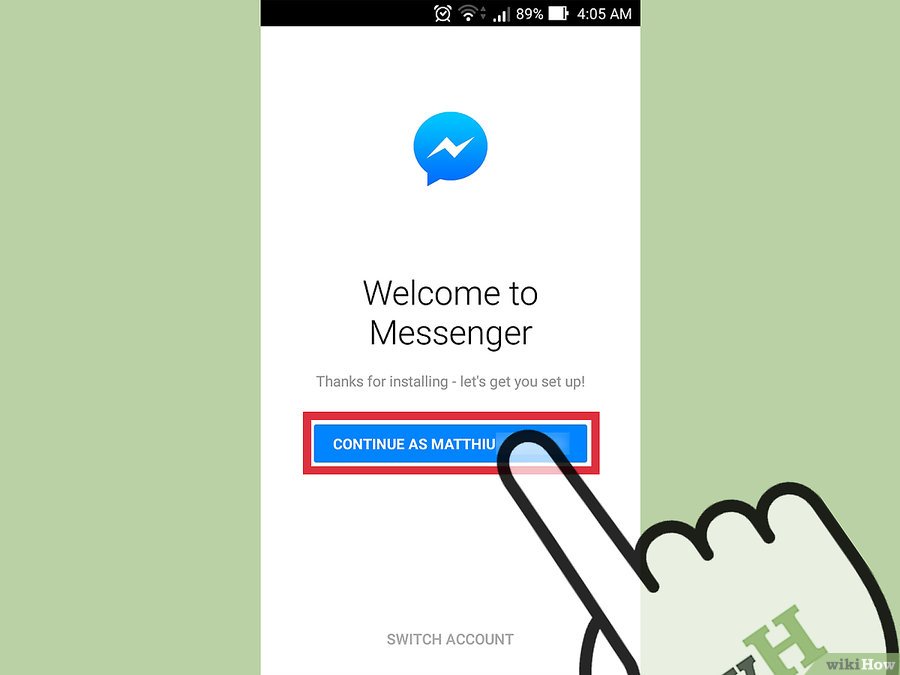 89% 4:05 AM
Welcome to
Messenger
Thanks for installing - let's get you set up!
CONTINUE AS MATTHIU
SWITCH ACCOUNT
H
wikiHow